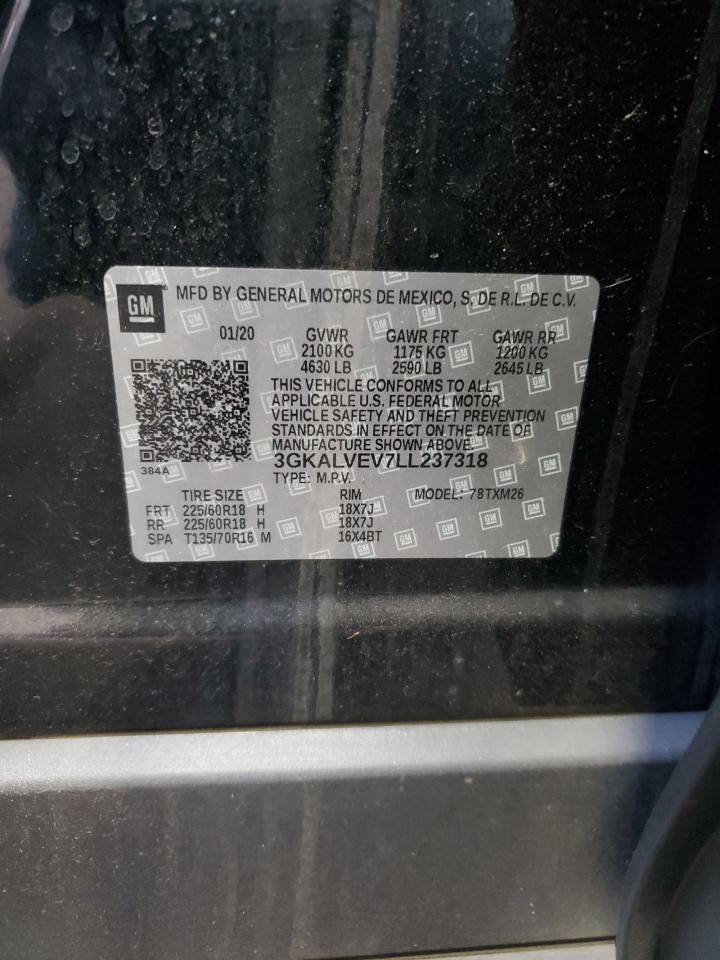 GM MFD BY GENERAL MOTORS DE MEXICO, S. DE R.L. DE C.V.
01/20 GVWR GAWR FRT GAWR RR
2100 KG 1175 KG 1200 KG
4630 LB 2590 LB 2645 LB
THIS VEHICLE CONFORMS TO ALL
APPLICABLE U.S. FEDERAL MOTOR
VEHICLE SAFETY AND THEFT PREVENTION
STANDARDS IN EFFECT ON THE DATE OF
MANUFACTURE SHOWN ABOVE.
384A
3GKALVEV7LL237318
TYPE: M.P.V.
TIRE SIZE RIM MODEL: 78TXM26
FRT 225/60R18 H 18X7J
RR 225/60R18 H 18X7J
SPA T135/70R16 M 16X4BT